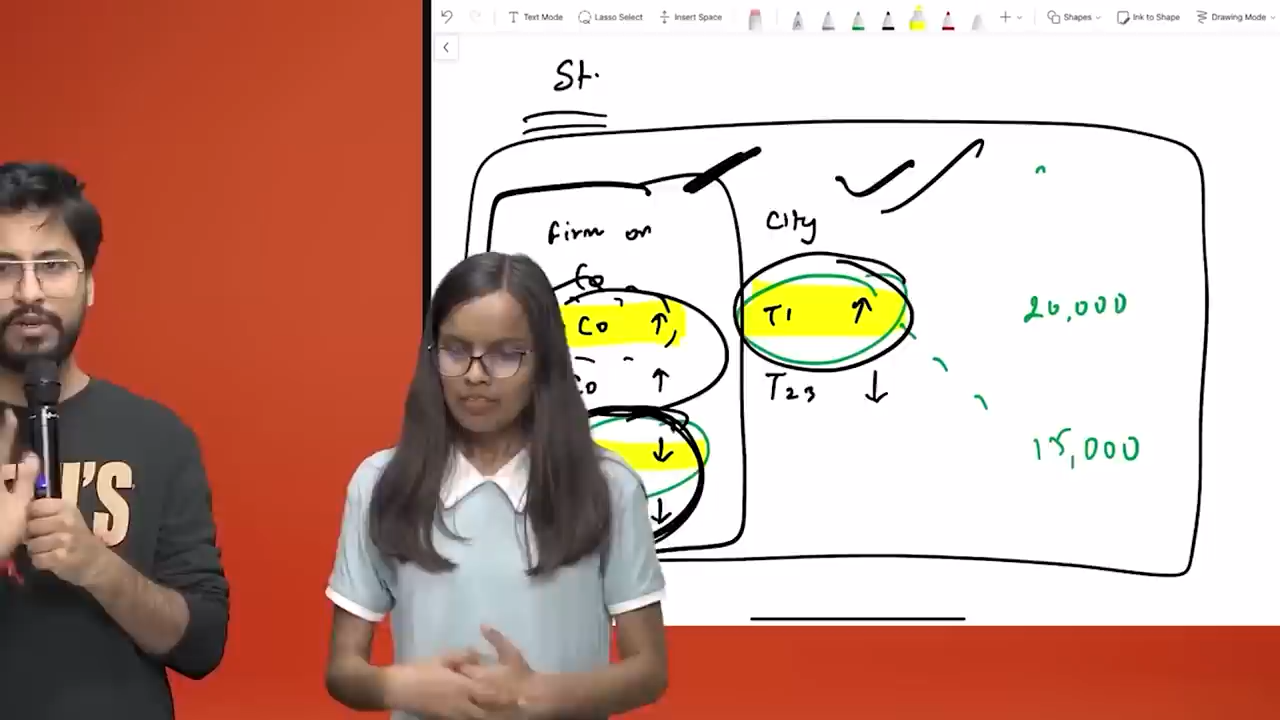 Text Mode Lasso Select Insert Space Shapes Ink to Shape Drawing Mode
St.
firm on
City
CO ↑
T1 ↑
20,000
↑
T23 ↓
↓
15,000
↓
'S